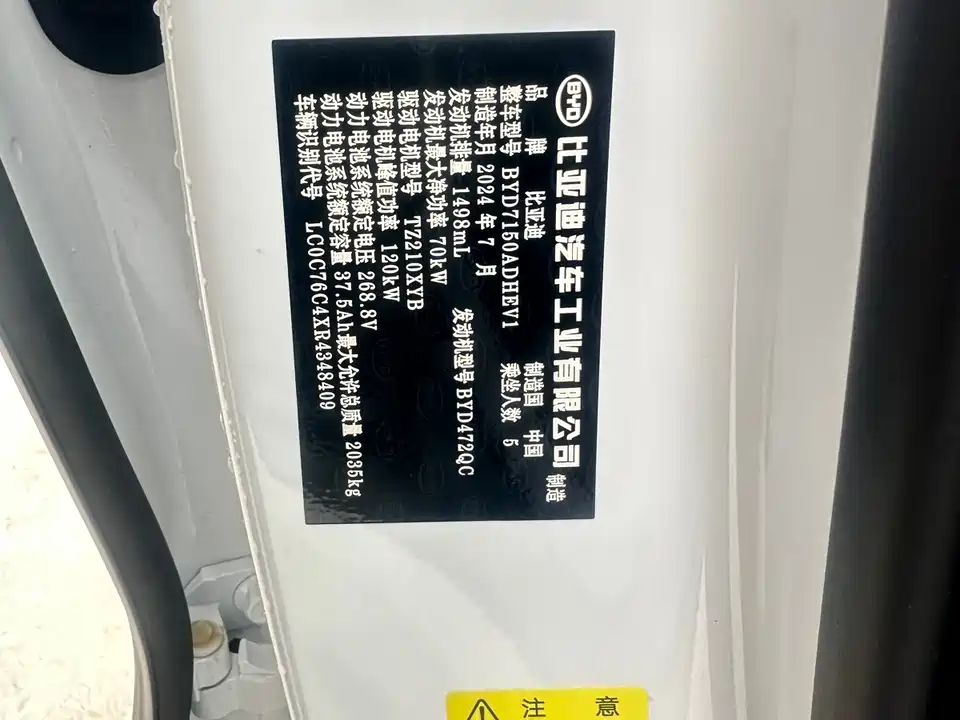 BYD 比亚迪汽车工业有限公司 制造
品 牌 比亚迪 制造国 中国
整车型号 BYD7150ADHEV1 乘坐人数 5
制造年月 2024 年 7 月
发动机排量 1498mL 发动机型号 BYD472QC
发动机最大净功率 70kW
驱动电机型号 TZ210XYB
驱动电机峰值功率 120kW
动力电池系统额定电压 268.8V
动力电池系统额定容量 37.5Ah 最大允许总质量 2035kg
车辆识别代号 LC0C76C4XR4348409
注 意